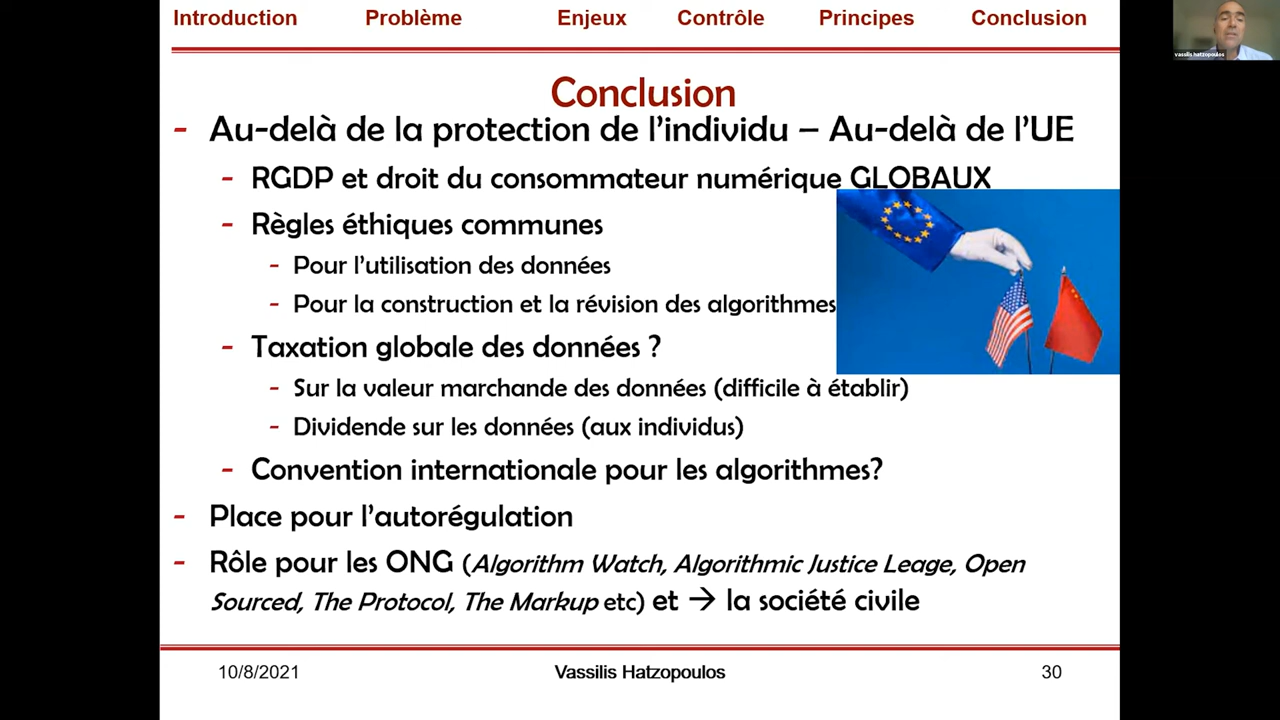 Introduction Problème Enjeux Contrôle Principes Conclusion
vassilis hatzopoulos
Conclusion
- Au-delà de la protection de l'individu – Au-delà de l'UE
- RGDP et droit du consommateur numérique GLOBAUX
- Règles éthiques communes
- Pour l'utilisation des données
- Pour la construction et la révision des algorithmes
- Taxation globale des données ?
- Sur la valeur marchande des données (difficile à établir)
- Dividende sur les données (aux individus)
- Convention internationale pour les algorithmes?
- Place pour l'autorégulation
- Rôle pour les ONG (Algorithm Watch, Algorithmic Justice Leage, Open
Sourced, The Protocol, The Markup etc) et → la société civile
10/8/2021 Vassilis Hatzopoulos 30